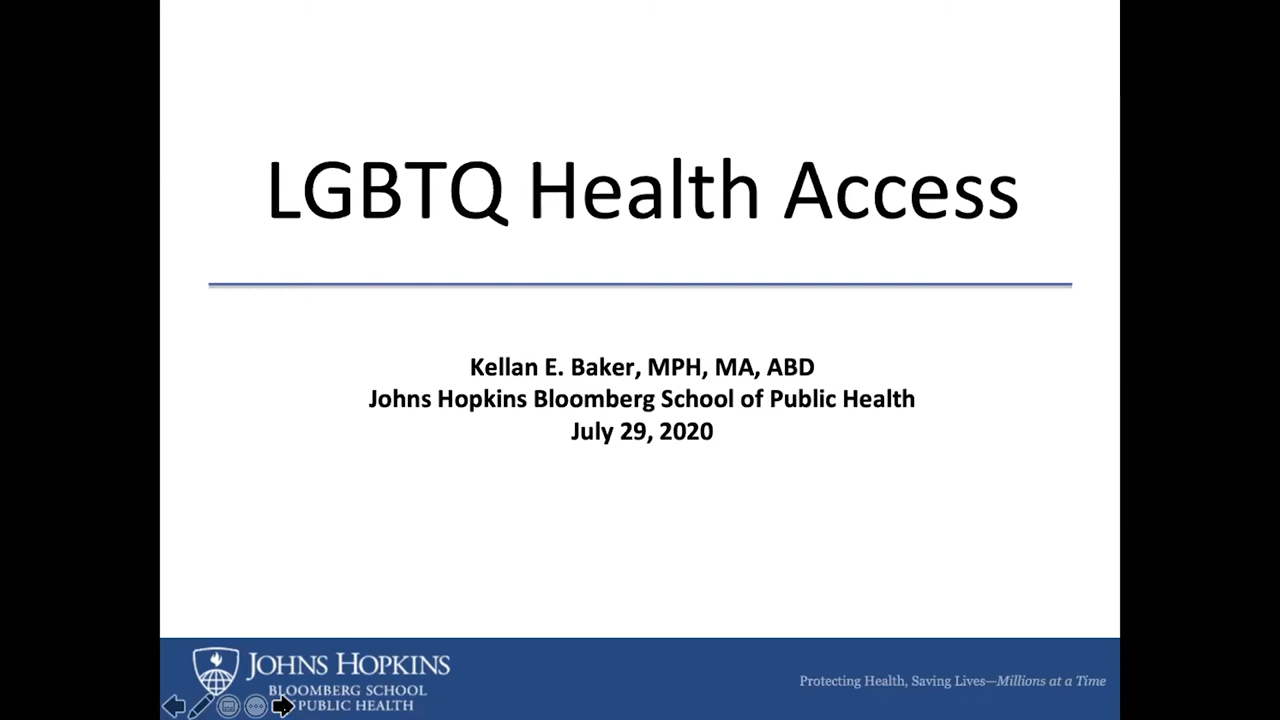 LGBTQ Health Access
Kellan E. Baker, MPH, MA, ABD
Johns Hopkins Bloomberg School of Public Health
July 29, 2020
JOHNS HOPKINS
BLOOMBERG SCHOOL
PUBLIC HEALTH
Protecting Health, Saving Lives—Millions at a Time